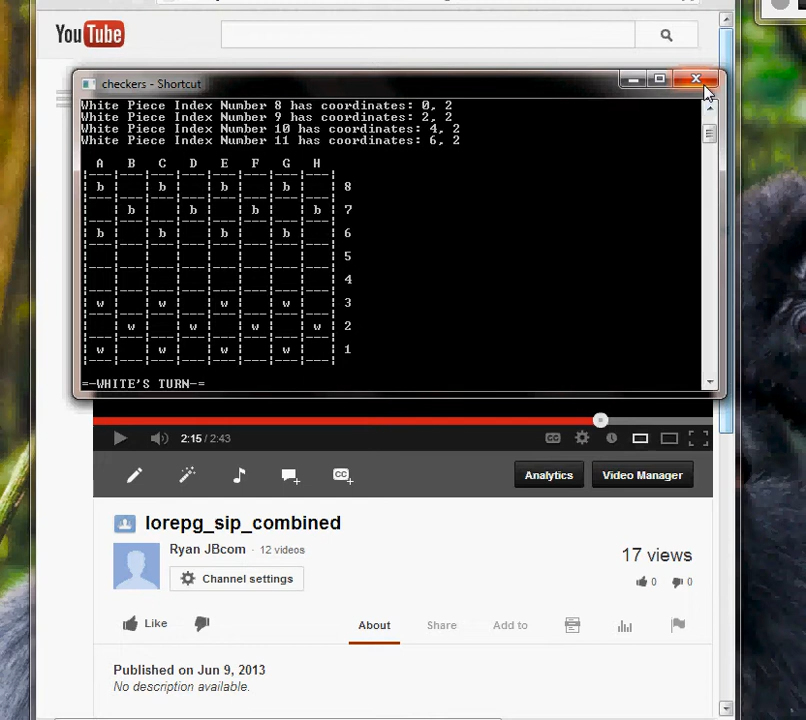 YouTube
checkers - Shortcut
White Piece Index Number 8 has coordinates: 0, 2
White Piece Index Number 9 has coordinates: 2, 2
White Piece Index Number 10 has coordinates: 4, 2
White Piece Index Number 11 has coordinates: 6, 2
A B C D E F G H
b b b b 8
b b b b 7
b b b b 6
5
4
w w w w 3
w w w w 2
w w w w 1
=-WHITE'S TURN-=
2:15 / 2:43
CC
CC
Analytics
Video Manager
lorepg_sip_combined
Ryan JBcom · 12 videos
17 views
Channel settings
0 0
Like
About
Share
Add to
Published on Jun 9, 2013
No description available.